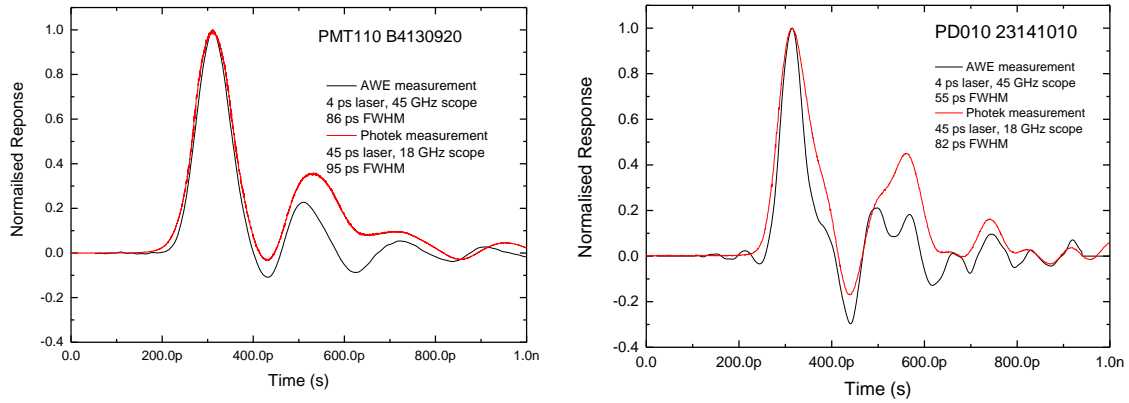 PMT110 B4130920
AWE measurement
4 ps laser, 45 GHz scope
86 ps FWHM
Photek measurement
45 ps laser, 18 GHz scope
95 ps FWHM
Normailsed Reponse
1.0
0.8
0.6
0.4
0.2
0.0
-0.2
-0.4
0.0
200.0p
400.0p
600.0p
800.0p
1.0n
Time (s)
PD010 23141010
AWE measurement
4 ps laser, 45 GHz scope
55 ps FWHM
Photek measurement
45 ps laser, 18 GHz scope
82 ps FWHM
Normalised Response
1.0
0.8
0.6
0.4
0.2
0.0
-0.2
-0.4
0.0
200.0p
400.0p
600.0p
800.0p
1.0n
Time (s)